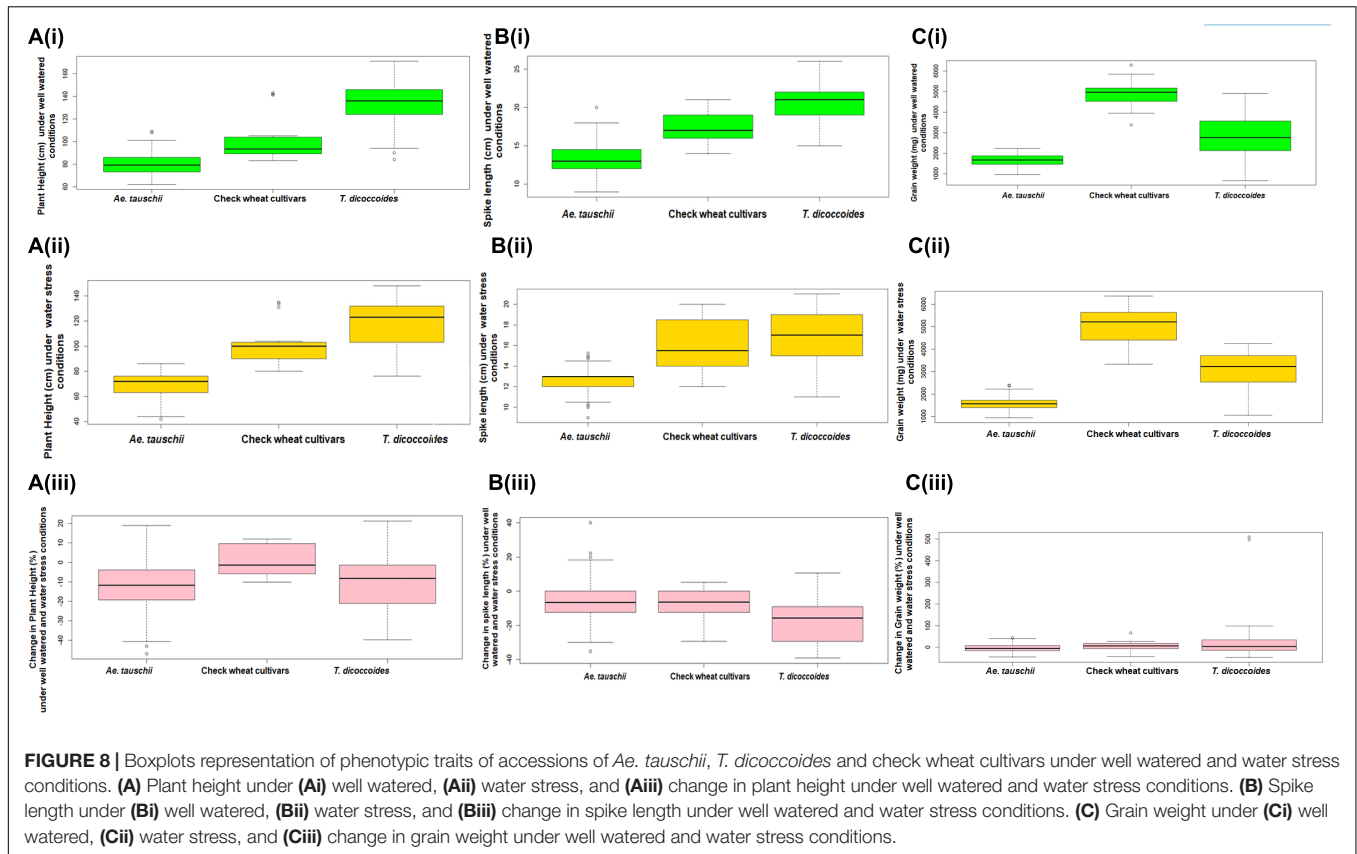 A(i)
Plant Height (cm) under well watered
conditions
160
140
120
100
80
60
Ae. tauschii
Check wheat cultivars
T. dicoccoides
B(i)
Spike length (cm) under well watered
conditions
25
20
15
10
Ae. tauschii
Check wheat cultivars
T. dicoccoides
C(i)
Grain weight (mg) under well watered
conditions
6000
5000
4000
3000
2000
1000
Ae. tauschii
Check wheat cultivars
T. dicoccoides
A(ii)
Plant Height (cm) under water stress
conditions
140
120
100
80
60
40
Ae. tauschii
Check wheat cultivars
T. dicoccoides
B(ii)
Spike length (cm) under water stress
conditions
20
18
16
14
12
10
Ae. tauschii
Check wheat cultivars
T. dicoccoides
C(ii)
Grain weight (mg) under water stress
conditions
6000
5000
4000
3000
2000
1000
Ae. tauschii
Check wheat cultivars
T. dicoccoides
A(iii)
Change in Plant Height (%)
under well watered and water stress conditions
20
10
0
-10
-20
-30
-40
Ae. tauschii
Check wheat cultivars
T. dicoccoides
B(iii)
Change in spike length (%) under well
watered and water stress conditions
40
20
0
-20
-40
Ae. tauschii
Check wheat cultivars
T. dicoccoides
C(iii)
Change in Grain weight (%) under well
watered and water stress conditions
500
400
300
200
100
0
Ae. tauschii
Check wheat cultivars
T. dicoccoides
FIGURE 8 | Boxplots representation of phenotypic traits of accessions of Ae. tauschii, T. dicoccoides and check wheat cultivars under well watered and water stress
conditions. (A) Plant height under (Ai) well watered, (Aii) water stress, and (Aiii) change in plant height under well watered and water stress conditions. (B) Spike
length under (Bi) well watered, (Bii) water stress, and (Biii) change in spike length under well watered and water stress conditions. (C) Grain weight under (Ci) well
watered, (Cii) water stress, and (Ciii) change in grain weight under well watered and water stress conditions.